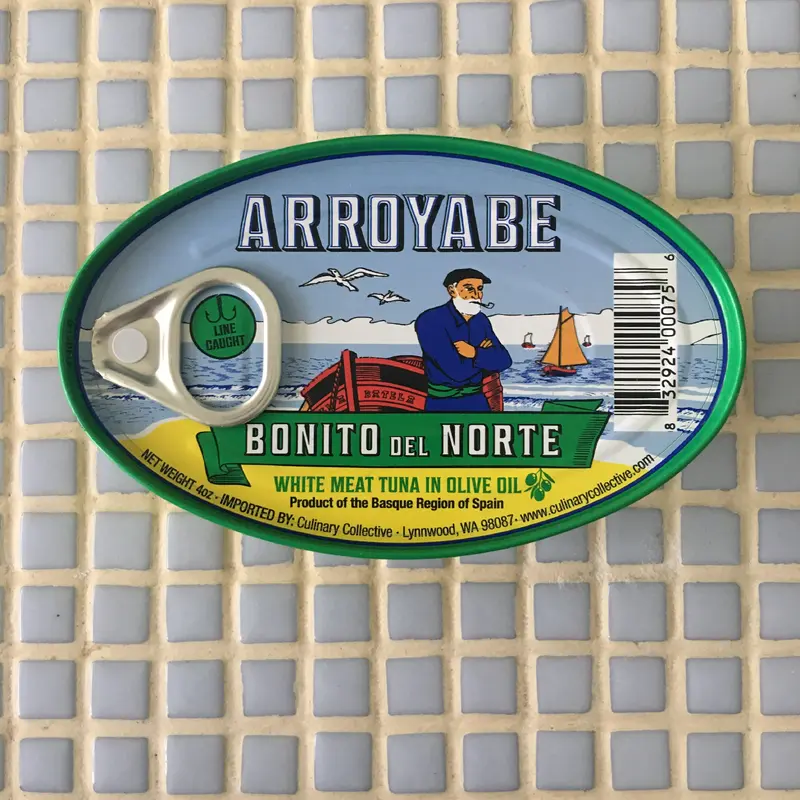 ARROYABE
LINE
CAUGHT
BATELA
BONITO DEL NORTE
WHITE MEAT TUNA IN OLIVE OIL
Product of the Basque Region of Spain
NET WEIGHT 4oz · IMPORTED BY: Culinary Collective · Lynnwood, WA 98087 · www.culinarycollective.com
8 32924 00075 6